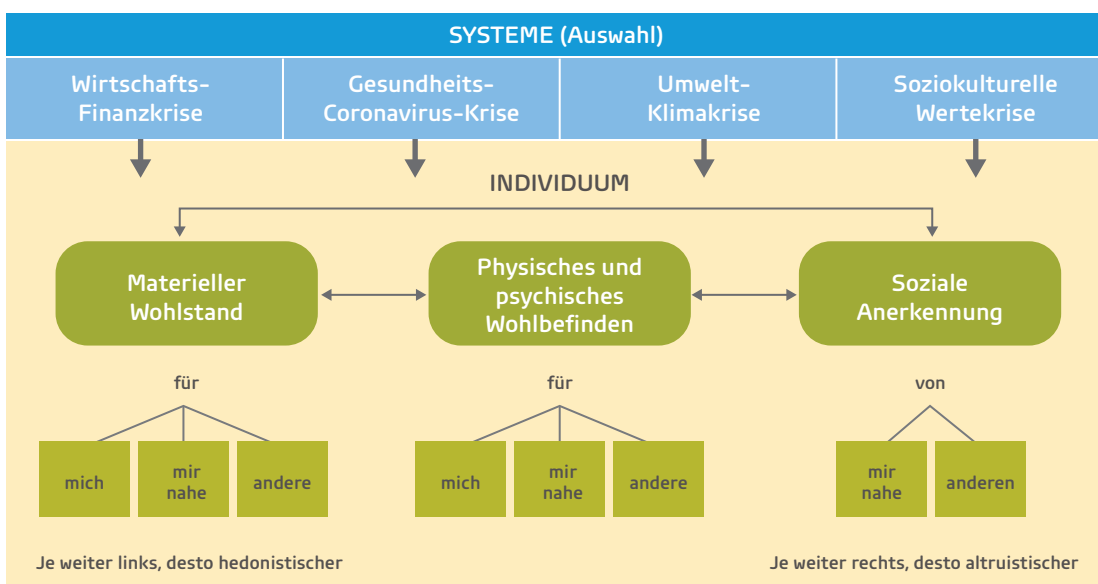 SYSTEME (Auswahl)
Wirtschafts-
Finanzkrise
Gesundheits-
Coronavirus-Krise
Umwelt-
Klimakrise
Soziokulturelle
Wertekrise
INDIVIDUUM
Materieller
Wohlstand
Physisches und
psychisches
Wohlbefinden
Soziale
Anerkennung
für
mich
mir
nahe
andere
für
mich
mir
nahe
andere
von
mir
nahe
anderen
Je weiter links, desto hedonistischer
Je weiter rechts, desto altruistischer